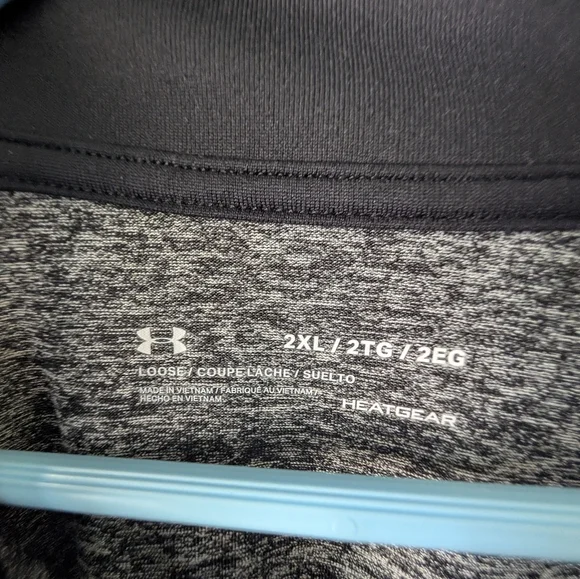 2XL / 2TG / 2EG
LOOSE / COUPE LÂCHE / SUELTO
MADE IN VIETNAM / FABRIQUÉ AU VIETNAM /
HECHO EN VIETNAM
HEATGEAR